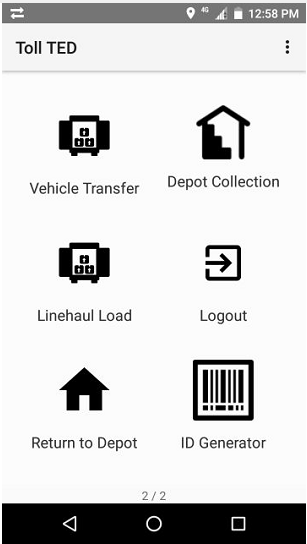 4G 12:58 PM
Toll TED
Vehicle Transfer
Depot Collection
Linehaul Load
Logout
Return to Depot
ID Generator
2 / 2